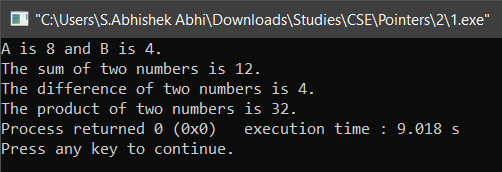 "C:\Users\S.Abhishek Abhi\Downloads\Studies\CSE\Pointers\2\1.exe"
A is 8 and B is 4.
The sum of two numbers is 12.
The difference of two numbers is 4.
The product of two numbers is 32.
Process returned 0 (0x0)   execution time : 9.018 s
Press any key to continue.